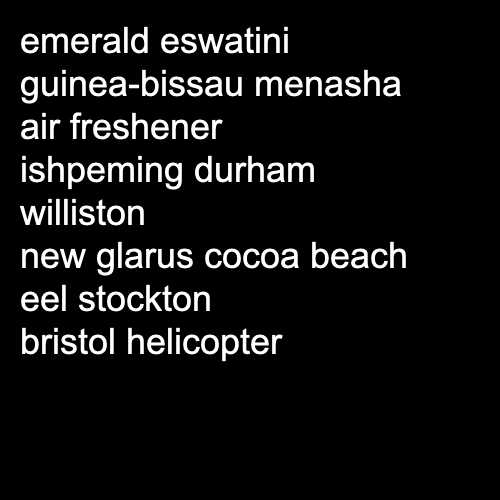 emerald eswatini
guinea-bissau menasha
air freshener
ishpeming durham
williston
new glarus cocoa beach
eel stockton
bristol helicopter